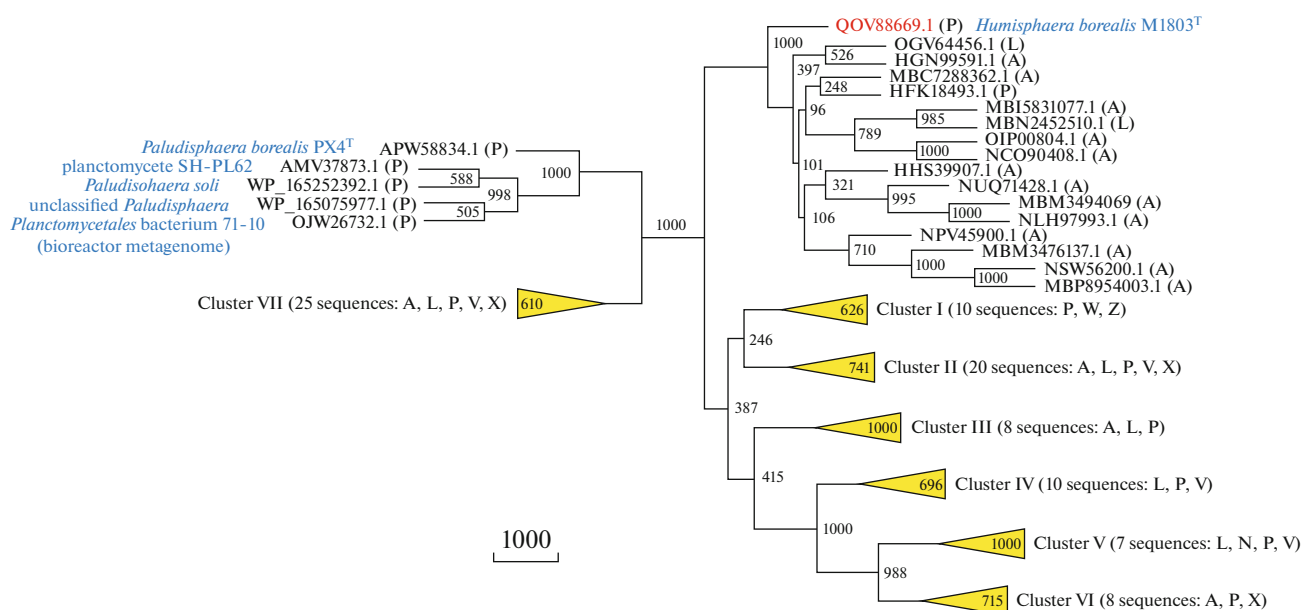 QOV88669.1 (P) Humisphaera borealis M1803T
1000
OGV64456.1 (L)
526
HGN99591.1 (A)
397
MBC7288362.1 (A)
248
HFK18493.1 (P)
96
MBI5831077.1 (A)
985
MBN2452510.1 (L)
789
OIP00804.1 (A)
1000
NCO90408.1 (A)
101
HHS39907.1 (A)
321
NUQ71428.1 (A)
995
MBM3494069 (A)
1000
NLH97993.1 (A)
106
NPV45900.1 (A)
710
MBM3476137.1 (A)
1000
NSW56200.1 (A)
1000
MBP8954003.1 (A)
Paludisphaera borealis PX4T APW58834.1 (P)
planctomycete SH-PL62 AMV37873.1 (P)
1000
588
Paludisohaera soli WP_165252392.1 (P)
998
unclassified Paludisphaera WP_165075977.1 (P)
505
Planctomycetales bacterium 71-10 OJW26732.1 (P)
(bioreactor metagenome)
1000
Cluster VII (25 sequences: A, L, P, V, X) 610
626 Cluster I (10 sequences: P, W, Z)
246
741 Cluster II (20 sequences: A, L, P, V, X)
387
1000 Cluster III (8 sequences: A, L, P)
415
696 Cluster IV (10 sequences: L, P, V)
1000
1000 Cluster V (7 sequences: L, N, P, V)
988
715 Cluster VI (8 sequences: A, P, X)
1000